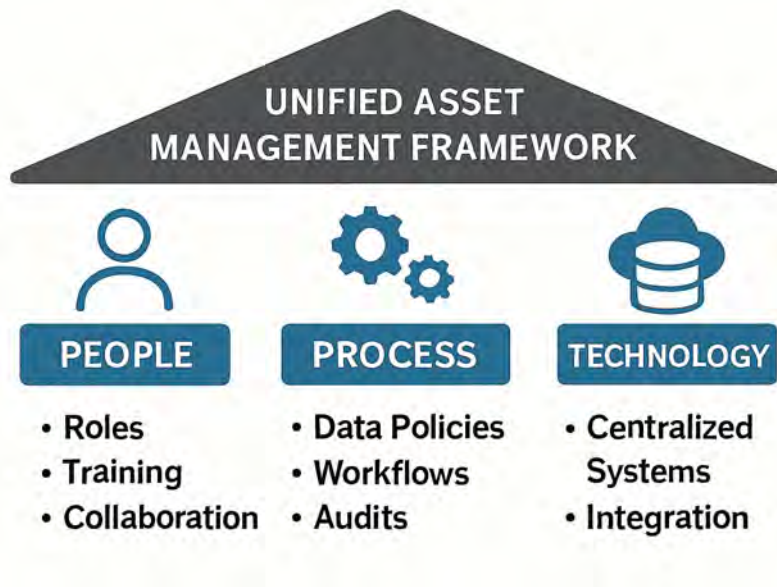 UNIFIED ASSET
MANAGEMENT FRAMEWORK
PEOPLE
• Roles
• Training
• Collaboration
PROCESS
• Data Policies
• Workflows
• Audits
TECHNOLOGY
• Centralized
Systems
• Integration